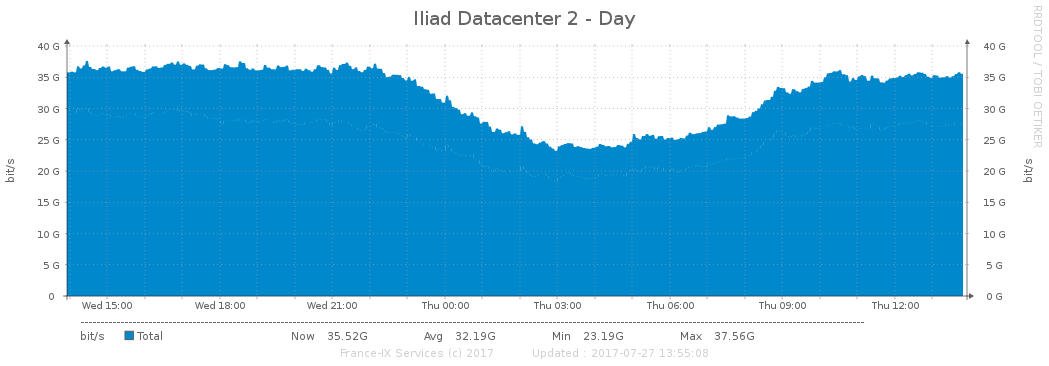 Iliad Datacenter 2 - Day
RRDTOOL / TOBI OETIKER
40 G 40 G
35 G 35 G
30 G 30 G
25 G 25 G
20 G 20 G
15 G 15 G
10 G 10 G
5 G 5 G
0 0 G
bit/s bit/s
Wed 15:00 Wed 18:00 Wed 21:00 Thu 00:00 Thu 03:00 Thu 06:00 Thu 09:00 Thu 12:00
bit/s Total Now 35.52G Avg 32.19G Min 23.19G Max 37.56G
France-IX Services (c) 2017 Updated : 2017-07-27 13:55:08